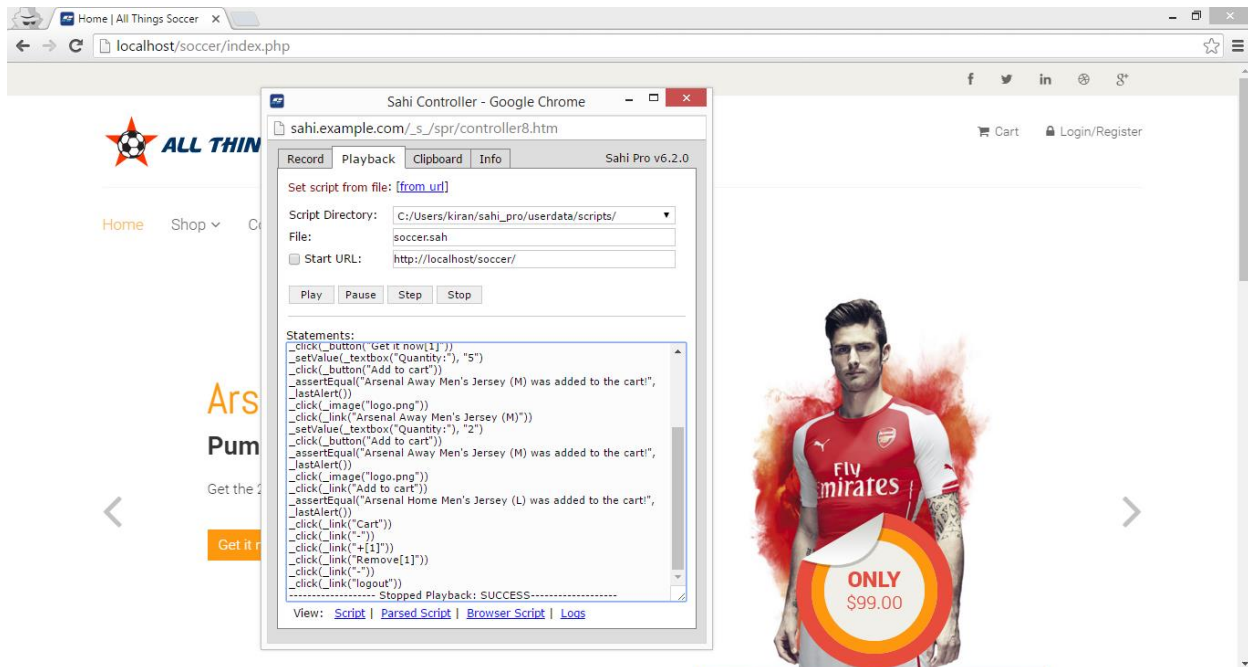 Home | All Things Soccer
localhost/soccer/index.php
Sahi Controller - Google Chrome
sahi.example.com/_s_/spr/controller8.htm
ALL THIN
Cart Login/Register
Record Playback Clipboard Info Sahi Pro v6.2.0
Set script from file: [from url]
Script Directory: C:/Users/kiran/sahi_pro/userdata/scripts/
Home Shop Co
File: soccer.sah
Start URL: http://localhost/soccer/
Play Pause Step Stop
Statements:
_click(_button("Get it now[1]"))
_setValue(_textbox("Quantity:"), "5")
_click(_button("Add to cart"))
_assertEqual("Arsenal Away Men's Jersey (M) was added to the cart!",
_lastAlert())
_click(_image("logo.png"))
_click(_link("Arsenal Away Men's Jersey (M)"))
_setValue(_textbox("Quantity:"), "2")
_click(_button("Add to cart"))
_assertEqual("Arsenal Away Men's Jersey (M) was added to the cart!",
_lastAlert())
_click(_image("logo.png"))
_click(_link("Add to cart"))
_assertEqual("Arsenal Home Men's Jersey (L) was added to the cart!",
_lastAlert())
_click(_link("Cart"))
_click(_link("-"))
_click(_link("+[1]"))
_click(_link("Remove[1]"))
_click(_link("-"))
_click(_link("logout"))
------------------- Stopped Playback: SUCCESS-------------------
View: Script | Parsed Script | Browser Script | Logs
Ars
Pum
Get the 2
Get it n
Fly
Emirates
ONLY
$99.00